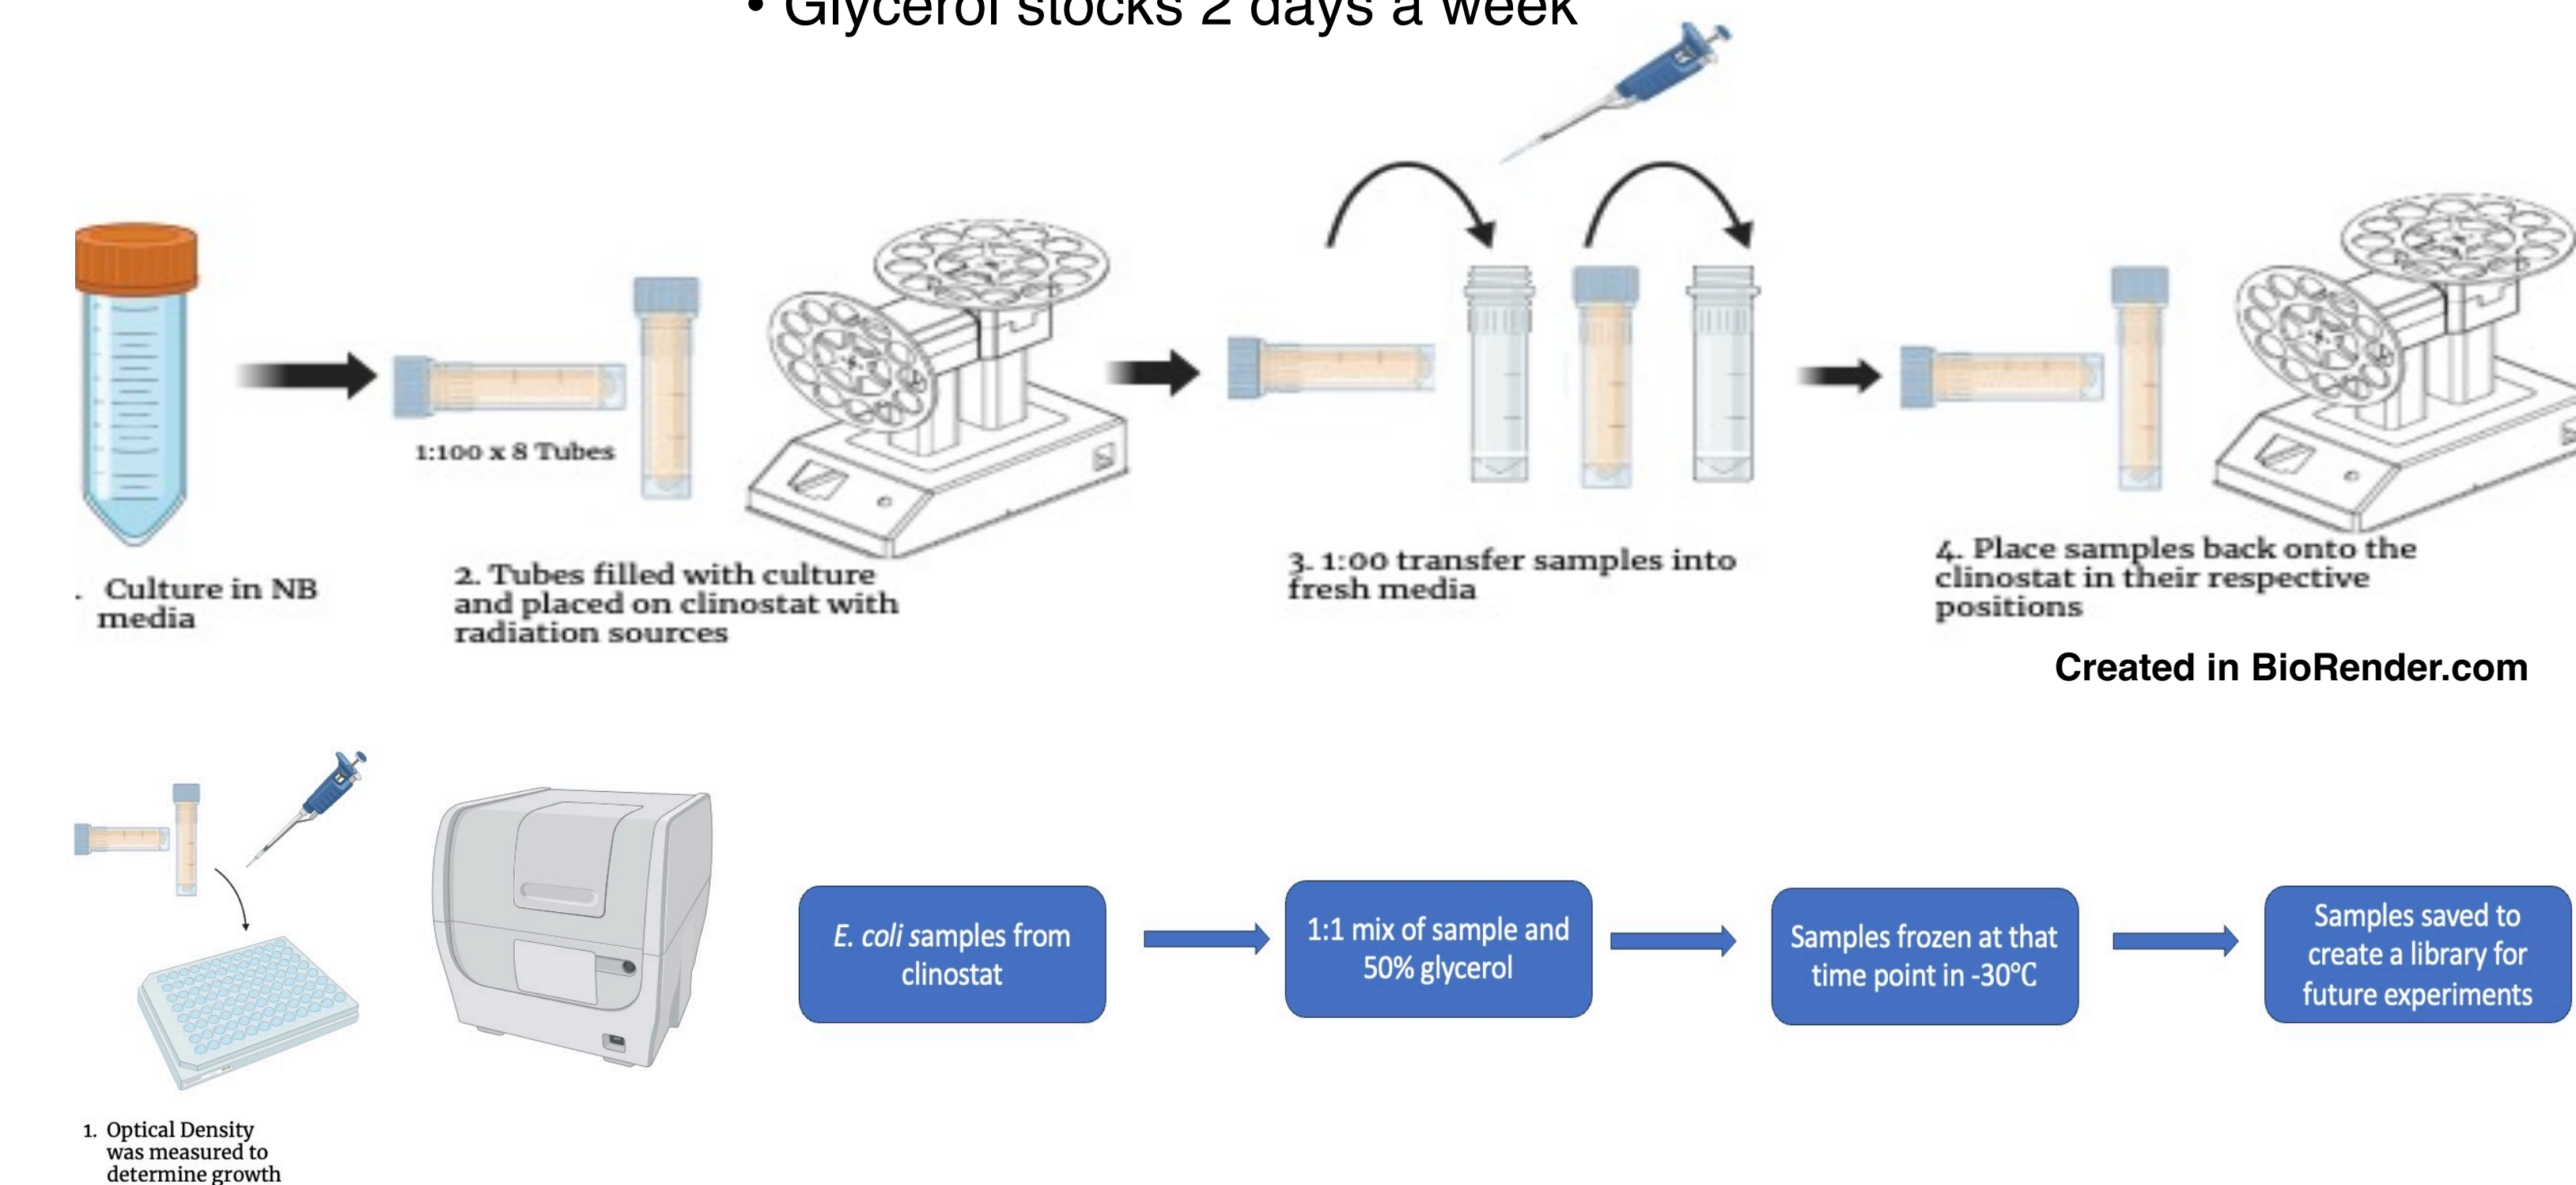 • Glycerol stocks 2 days a week
1:100 x 8 Tubes
. Culture in NB
media
2. Tubes filled with culture
and placed on clinostat with
radiation sources
3. 1:00 transfer samples into
fresh media
4. Place samples back onto the
clinostat in their respective
positions
Created in BioRender.com
E. coli samples from
clinostat
1:1 mix of sample and
50% glycerol
Samples frozen at that
time point in -30°C
Samples saved to
create a library for
future experiments
1. Optical Density
was measured to
determine growth